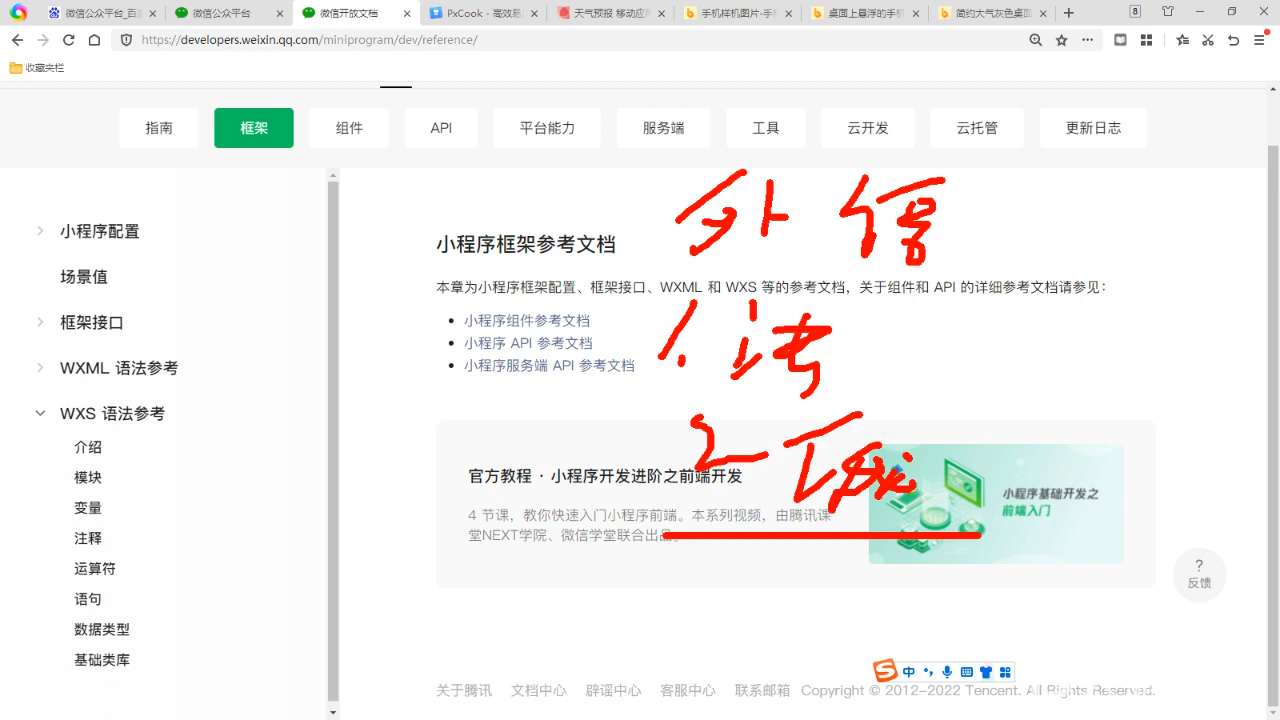 微信公众平台_百
微信公众平台
微信开放文档
PxCook - 高效易
天气预报 移动应
手机样机图片-手机
桌面上悬浮的手机
简约大气灰色桌面
8
https://developers.weixin.qq.com/miniprogram/dev/reference/
收藏夹栏
指南
框架
组件
API
平台能力
服务端
工具
云开发
云托管
更新日志
小程序配置
场景值
框架接口
WXML 语法参考
WXS 语法参考
介绍
模块
变量
注释
运算符
语句
数据类型
基础类库
小程序框架参考文档
本章为小程序框架配置、框架接口、WXML 和 WXS 等的参考文档，关于组件和 API 的详细参考文档请参见：
小程序组件参考文档
小程序 API 参考文档
小程序服务端 API 参考文档
官方教程 · 小程序开发进阶之前端开发
4 节课，教你快速入门小程序前端。本系列视频，由腾讯课
堂NEXT学院、微信学堂联合出品。
小程序基础开发之
前端入门
?
反馈
中
关于腾讯 文档中心 辟谣中心 客服中心 联系邮箱 Copyright © 2012-2022 Tencent. All Rights Reserved.